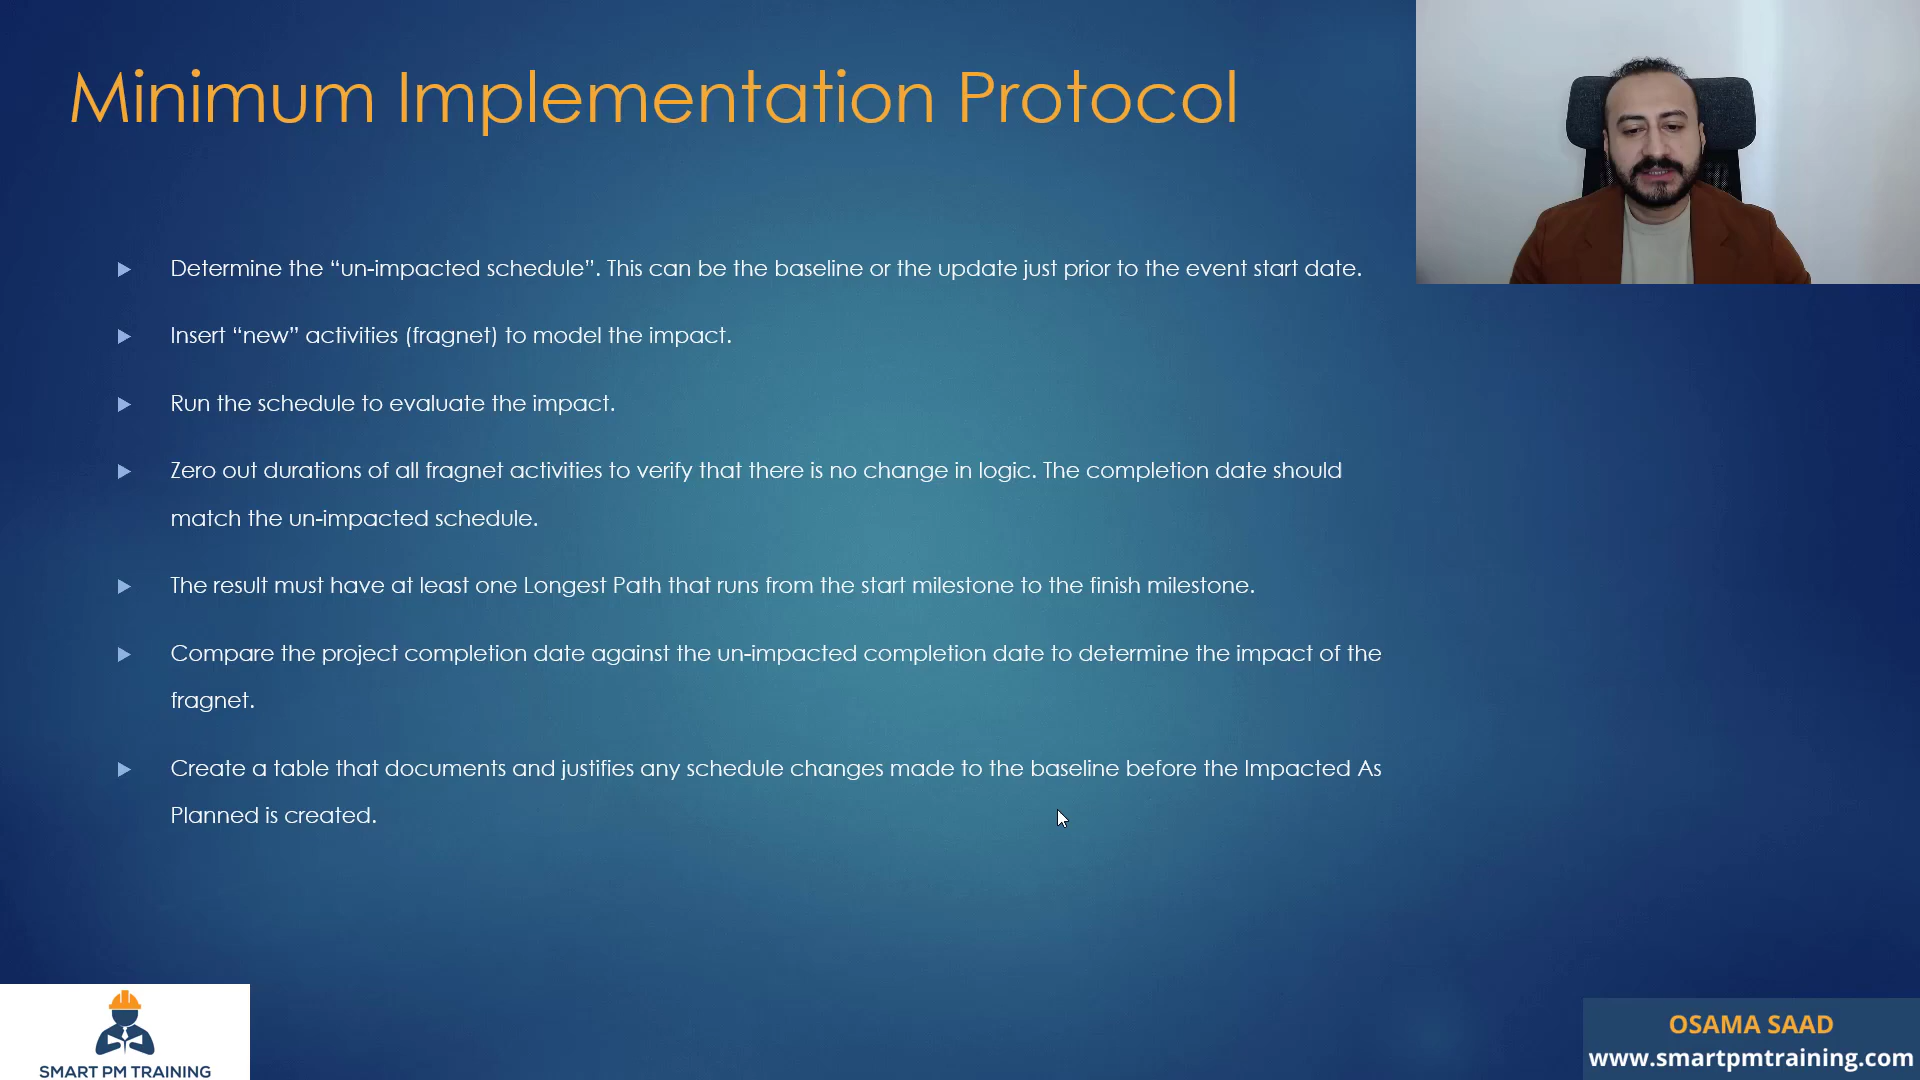 Minimum Implementation Protocol
Determine the “un-impacted schedule”. This can be the baseline or the update just prior to the event start date.
Insert “new” activities (fragnet) to model the impact.
Run the schedule to evaluate the impact.
Zero out durations of all fragnet activities to verify that there is no change in logic. The completion date should
match the un-impacted schedule.
The result must have at least one Longest Path that runs from the start milestone to the finish milestone.
Compare the project completion date against the un-impacted completion date to determine the impact of the
fragnet.
Create a table that documents and justifies any schedule changes made to the baseline before the Impacted As
Planned is created.
SMART PM TRAINING
OSAMA SAAD
www.smartpmtraining.com